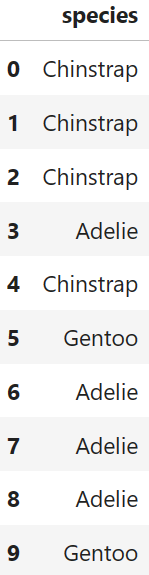 species
0 Chinstrap
1 Chinstrap
2 Chinstrap
3 Adelie
4 Chinstrap
5 Gentoo
6 Adelie
7 Adelie
8 Adelie
9 Gentoo